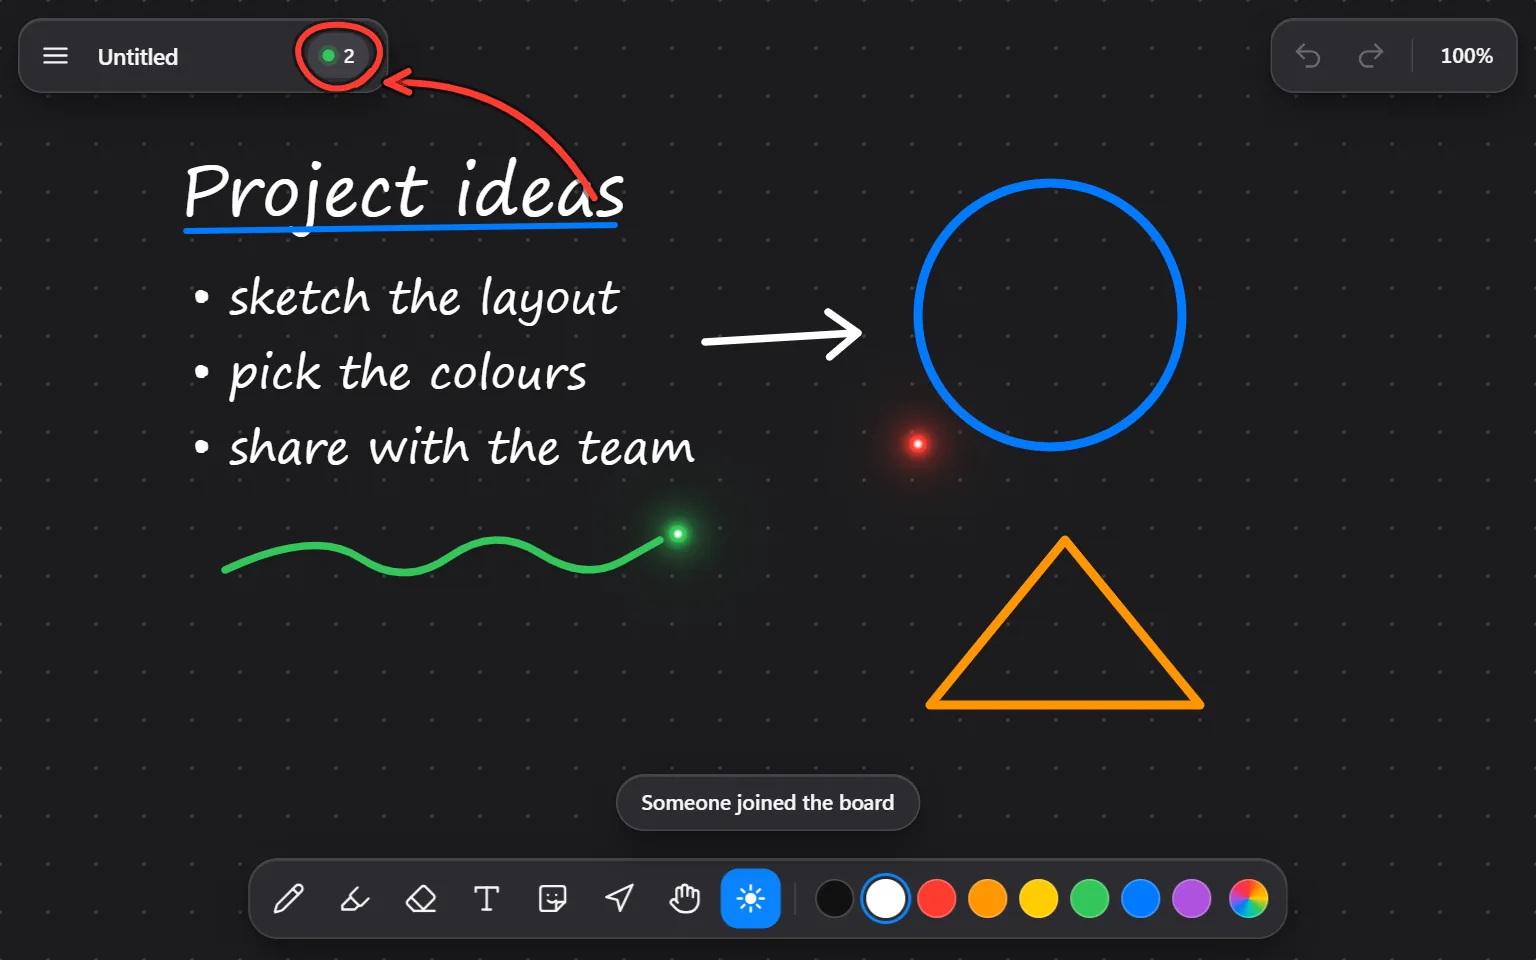 Untitled
2
100%
Project ideas
• sketch the layout
• pick the colours
• share with the team
Someone joined the board